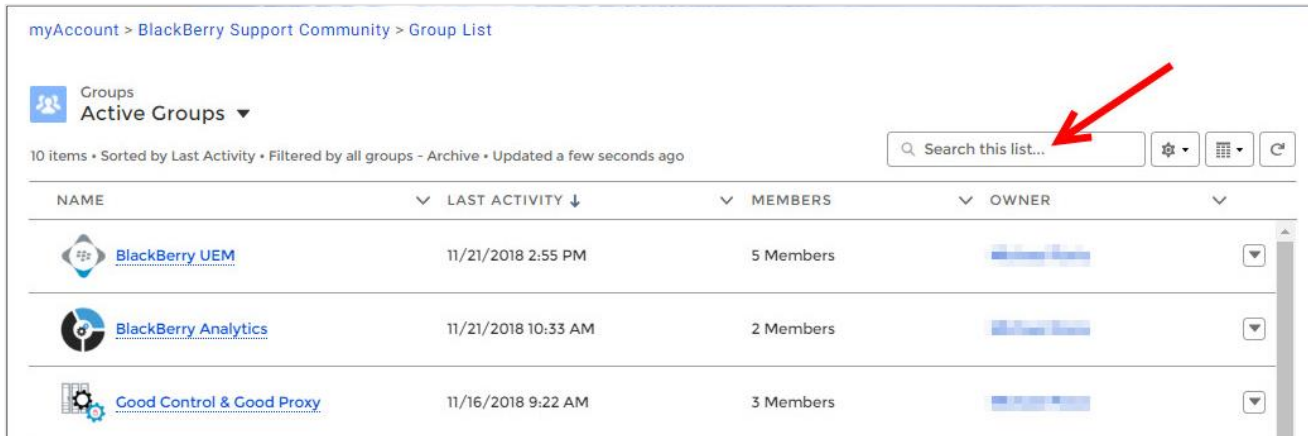 myAccount > BlackBerry Support Community > Group List
Groups
Active Groups
10 items • Sorted by Last Activity • Filtered by all groups - Archive • Updated a few seconds ago
Search this list...
NAME LAST ACTIVITY MEMBERS OWNER
BlackBerry UEM 11/21/2018 2:55 PM 5 Members
BlackBerry Analytics 11/21/2018 10:33 AM 2 Members
Good Control & Good Proxy 11/16/2018 9:22 AM 3 Members